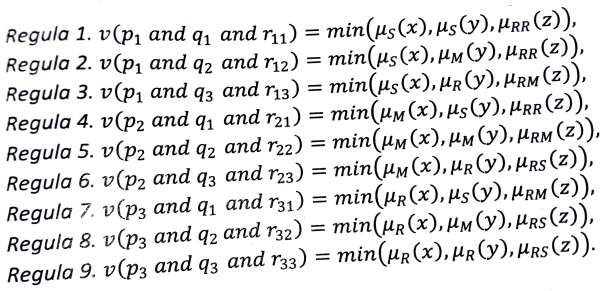 Regula 1. v(p₁ and q₁ and r₁₁) = min(μ_S(x), μ_S(y), μ_RR(z)),
Regula 2. v(p₁ and q₂ and r₁₂) = min(μ_S(x), μ_M(y), μ_RR(z)),
Regula 3. v(p₁ and q₃ and r₁₃) = min(μ_S(x), μ_R(y), μ_RM(z)),
Regula 4. v(p₂ and q₁ and r₂₁) = min(μ_M(x), μ_S(y), μ_RR(z)),
Regula 5. v(p₂ and q₂ and r₂₂) = min(μ_M(x), μ_M(y), μ_RM(z)),
Regula 6. v(p₂ and q₃ and r₂₃) = min(μ_M(x), μ_R(y), μ_RS(z)),
Regula 7. v(p₃ and q₁ and r₃₁) = min(μ_R(x), μ_S(y), μ_RM(z)),
Regula 8. v(p₃ and q₂ and r₃₂) = min(μ_R(x), μ_M(y), μ_RS(z)),
Regula 9. v(p₃ and q₃ and r₃₃) = min(μ_R(x), μ_R(y), μ_RS(z)).